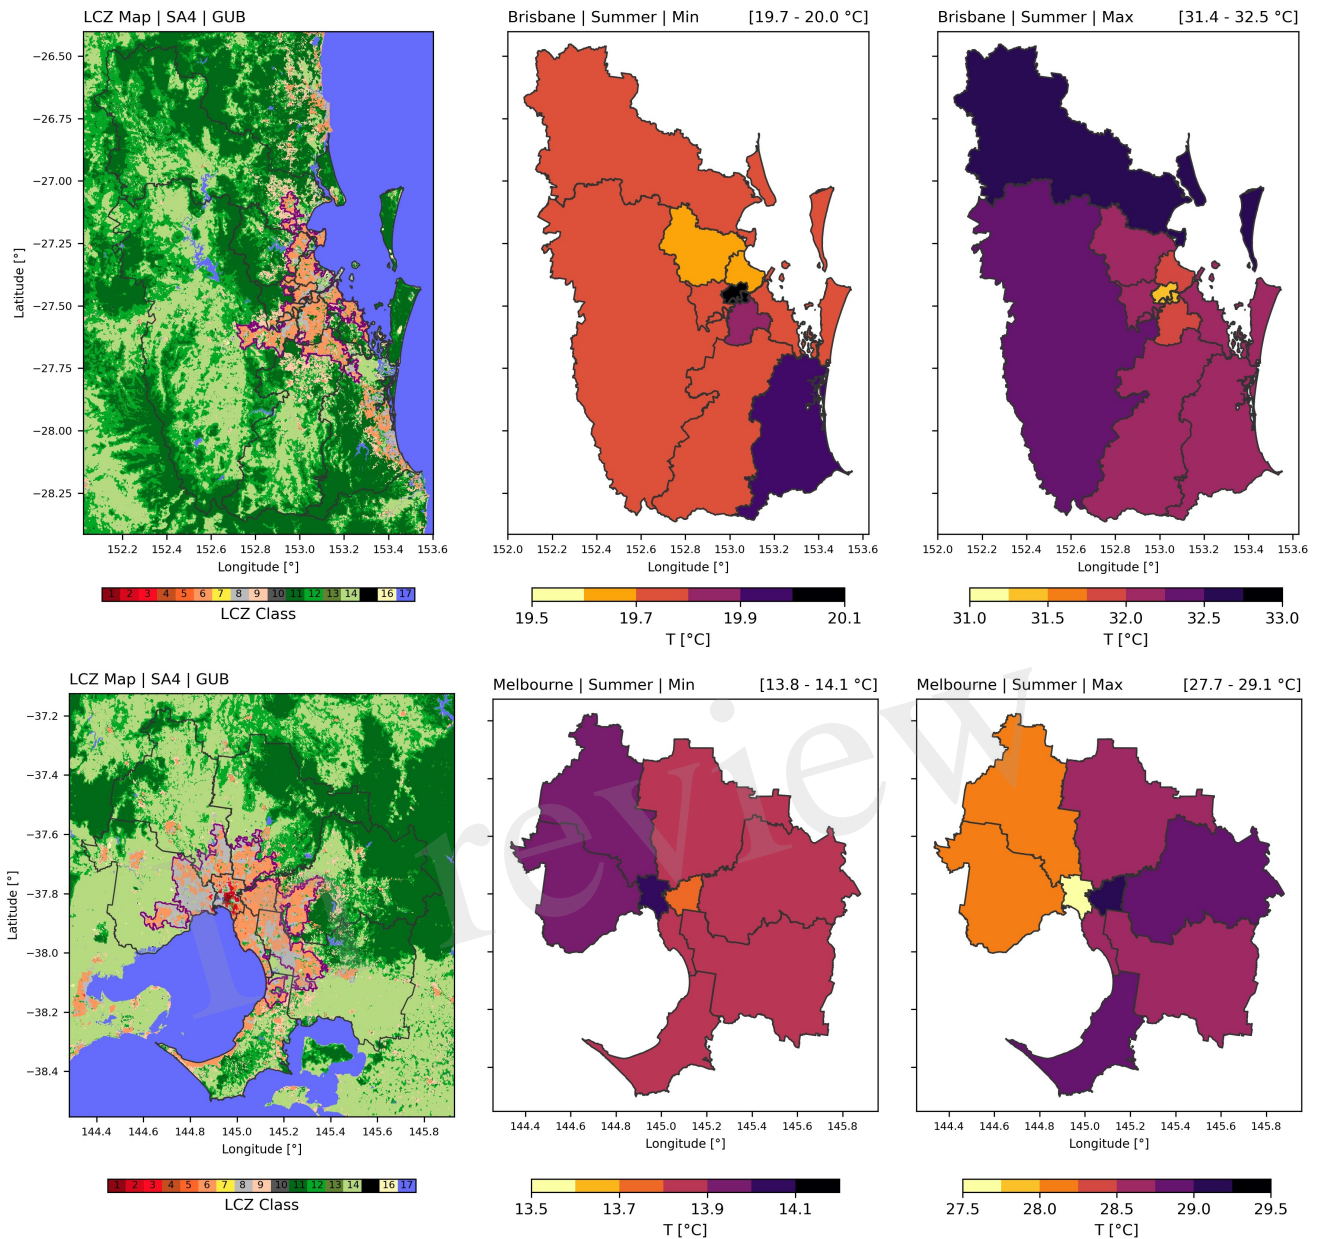 LCZ Map | SA4 | GUB
Brisbane | Summer | Min [19.7 - 20.0 °C]
Brisbane | Summer | Max [31.4 - 32.5 °C]
−26.50
−26.75
−27.00
−27.25
−27.50
−27.75
−28.00
−28.25
Latitude [°]
152.2 152.4 152.6 152.8 153.0 153.2 153.4 153.6
Longitude [°]
152.0 152.2 152.4 152.6 152.8 153.0 153.2 153.4 153.6
Longitude [°]
152.0 152.2 152.4 152.6 152.8 153.0 153.2 153.4 153.6
Longitude [°]
1 2 3 4 5 6 7 8 9 10 11 12 13 14 16 17
LCZ Class
19.5 19.7 19.9 20.1
T [°C]
31.0 31.5 32.0 32.5 33.0
T [°C]
LCZ Map | SA4 | GUB
Melbourne | Summer | Min [13.8 - 14.1 °C]
Melbourne | Summer | Max [27.7 - 29.1 °C]
−37.2
−37.4
−37.6
−37.8
−38.0
−38.2
−38.4
Latitude [°]
144.4 144.6 144.8 145.0 145.2 145.4 145.6 145.8
Longitude [°]
144.4 144.6 144.8 145.0 145.2 145.4 145.6 145.8
Longitude [°]
144.4 144.6 144.8 145.0 145.2 145.4 145.6 145.8
Longitude [°]
1 2 3 4 5 6 7 8 9 10 11 12 13 14 16 17
LCZ Class
13.5 13.7 13.9 14.1
T [°C]
27.5 28.0 28.5 29.0 29.5
T [°C]
review